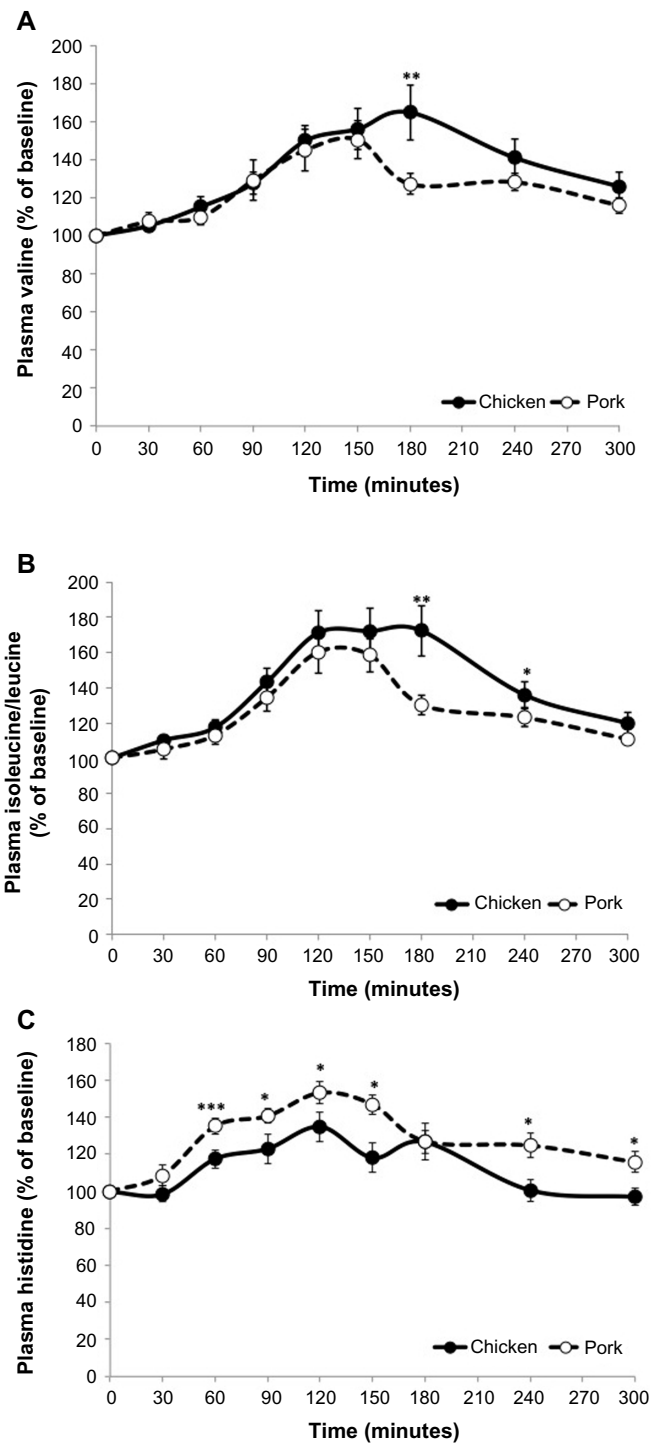 A
200
180
160
140
120
100
80
60
40
20
0
Plasma valine (% of baseline)
**
Chicken Pork
0 30 60 90 120 150 180 210 240 270 300
Time (minutes)
B
200
180
160
140
120
100
80
60
40
20
0
Plasma isoleucine/leucine
(% of baseline)
**
*
Chicken Pork
0 30 60 90 120 150 180 210 240 270 300
Time (minutes)
C
180
160
140
120
100
80
60
40
20
0
Plasma histidine (% of baseline)
*** * * * * *
Chicken Pork
0 30 60 90 120 150 180 210 240 270 300
Time (minutes)